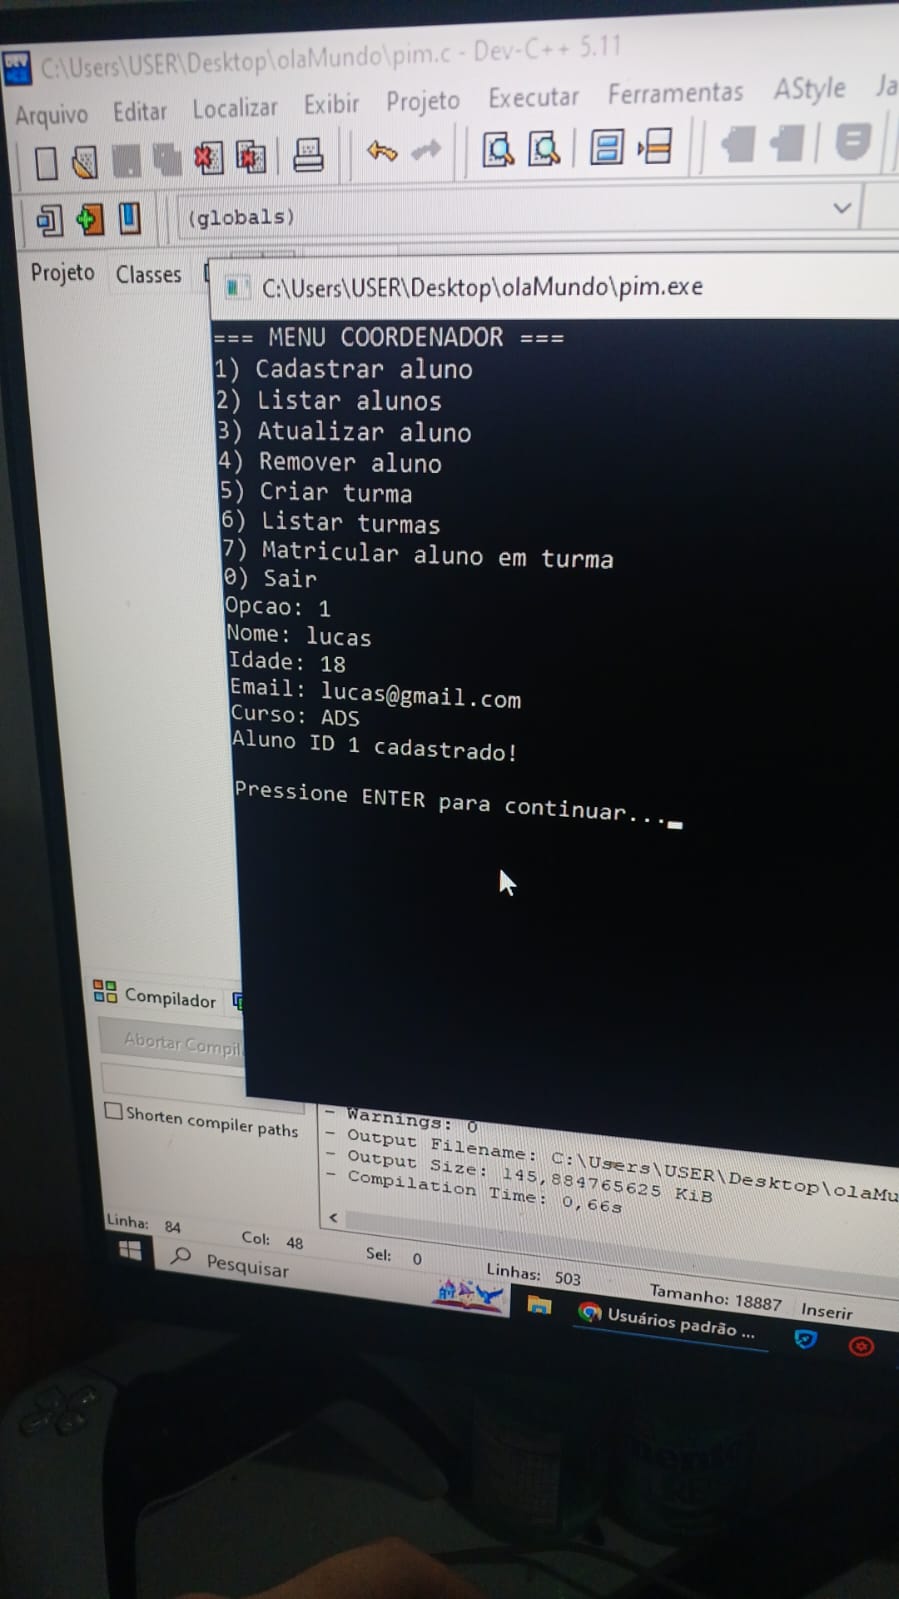 C:\Users\USER\Desktop\olaMundo\pim.c - Dev-C++ 5.11
Arquivo Editar Localizar Exibir Projeto Executar Ferramentas AStyle
(globals)
Projeto Classes
C:\Users\USER\Desktop\olaMundo\pim.exe
=== MENU COORDENADOR ===
1) Cadastrar aluno
2) Listar alunos
3) Atualizar aluno
4) Remover aluno
5) Criar turma
6) Listar turmas
7) Matricular aluno em turma
0) Sair
Opcao: 1
Nome: lucas
Idade: 18
Email: lucas@gmail.com
Curso: ADS
Aluno ID 1 cadastrado!
Pressione ENTER para continuar...
Compilador
Abortar Compil
Shorten compiler paths
- Warnings: 0
- Output Filename: C:\Users\USER\Desktop\olaMu
- Output Size: 145,884765625 KiB
- Compilation Time: 0,66s
Linha: 84 Col: 48 Sel: 0 Linhas: 503 Tamanho: 18887 Inserir
Pesquisar
Usuários padrão ...